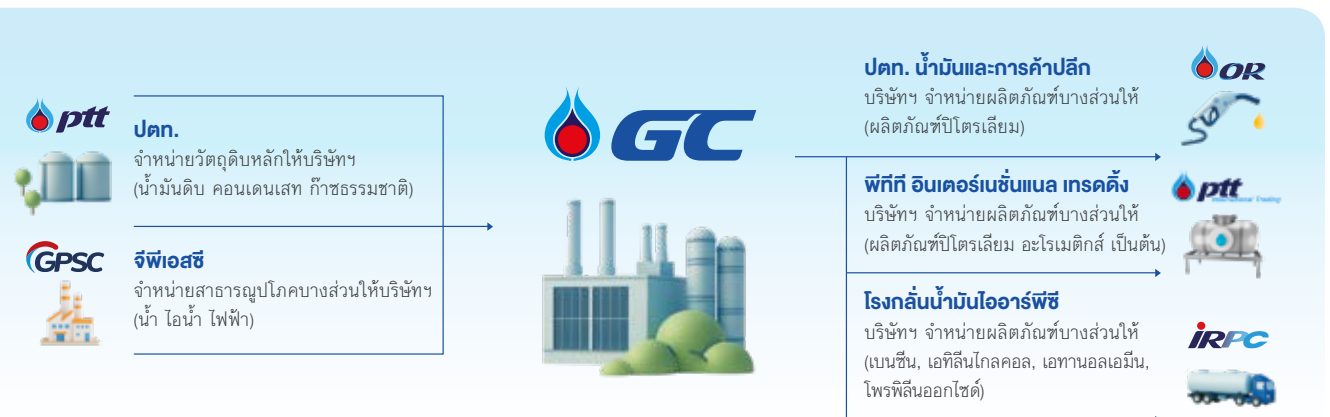 ptt
ปตท.
จำหน่ายวัตถุดิบหลักให้บริษัทฯ
(น้ำมันดิบ คอนเดนเสท ก๊าซธรรมชาติ)
GPSC
จีพีเอสซี
จำหน่ายสาธารณูปโภคบางส่วนให้บริษัทฯ
(น้ำ ไอน้ำ ไฟฟ้า)
GC
ปตท. น้ำมันและการค้าปลีก
บริษัทฯ จำหน่ายผลิตภัณฑ์บางส่วนให้
(ผลิตภัณฑ์ปิโตรเลียม)
OR
พีทีที อินเตอร์เนชั่นแนล เทรดดิ้ง
บริษัทฯ จำหน่ายผลิตภัณฑ์บางส่วนให้
(ผลิตภัณฑ์ปิโตรเลียม อะโรเมติกส์ เป็นต้น)
ptt
International Trading
โรงกลั่นน้ำมันไออาร์พีซี
บริษัทฯ จำหน่ายผลิตภัณฑ์บางส่วนให้
(เบนซีน, เอทิลีนไกลคอล, เอทานอลเอมีน,
โพรพิลีนออกไซด์)
IRPC